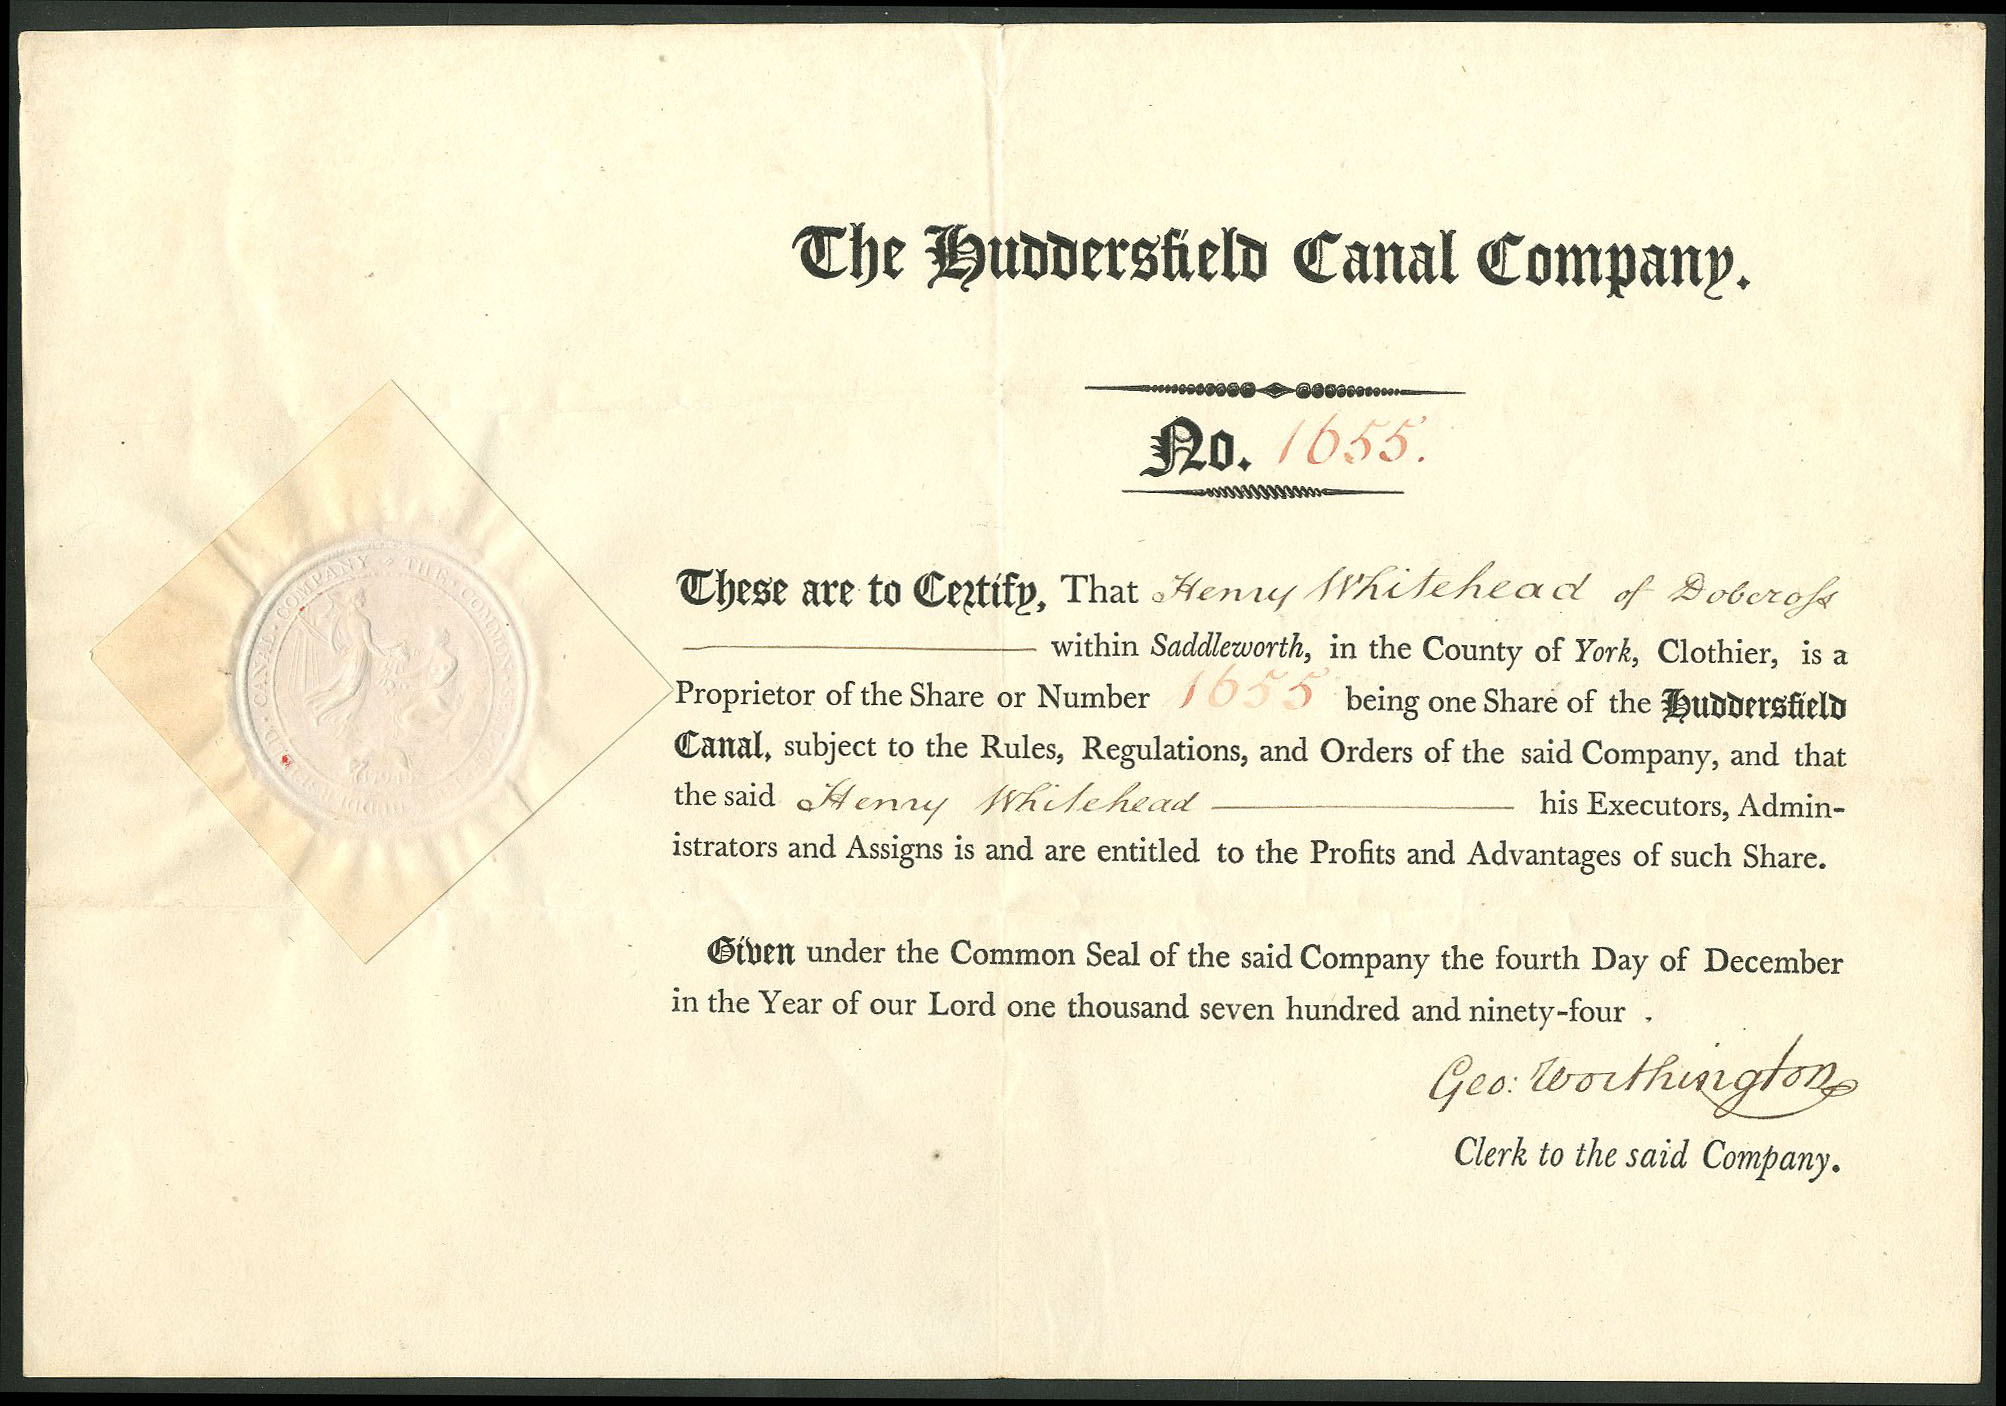 The Huddersfield Canal Company.
No. 1655.
These are to Certify, That Henry Whitehead of Dobcross
within Saddleworth, in the County of York, Clothier, is a
Proprietor of the Share or Number 1655 being one Share of the Huddersfield
Canal, subject to the Rules, Regulations, and Orders of the said Company, and that
the said Henry Whitehead his Executors, Admin-
istrators and Assigns is and are entitled to the Profits and Advantages of such Share.
Given under the Common Seal of the said Company the fourth Day of December
in the Year of our Lord one thousand seven hundred and ninety-four .
Geo: Worthington
Clerk to the said Company.
THE COMMON SEAL CANAL COMPANY